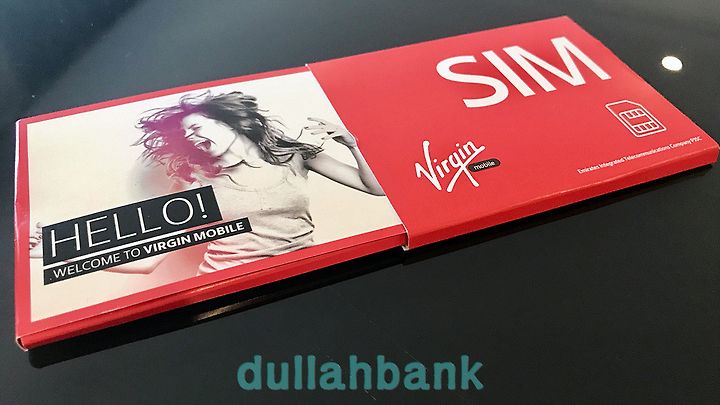 SIM
Virgin
mobile
Emirates Integrated Telecommunications Company PJSC
HELLO!
WELCOME TO VIRGIN MOBILE
dullahbank